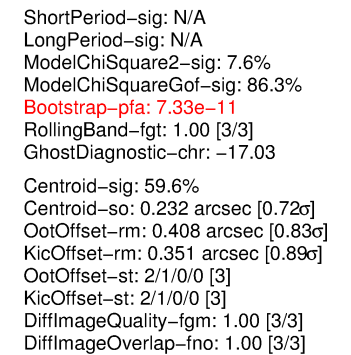 ShortPeriod−sig: N/A
LongPeriod−sig: N/A
ModelChiSquare2−sig: 7.6%
ModelChiSquareGof−sig: 86.3%
Bootstrap−pfa: 7.33e−11
RollingBand−fgt: 1.00 [3/3]
GhostDiagnostic−chr: −17.03
Centroid−sig: 59.6%
Centroid−so: 0.232 arcsec [0.72σ]
OotOffset−rm: 0.408 arcsec [0.83σ]
KicOffset−rm: 0.351 arcsec [0.89σ]
OotOffset−st: 2/1/0/0 [3]
KicOffset−st: 2/1/0/0 [3]
DiffImageQuality−fgm: 1.00 [3/3]
DiffImageOverlap−fno: 1.00 [3/3]